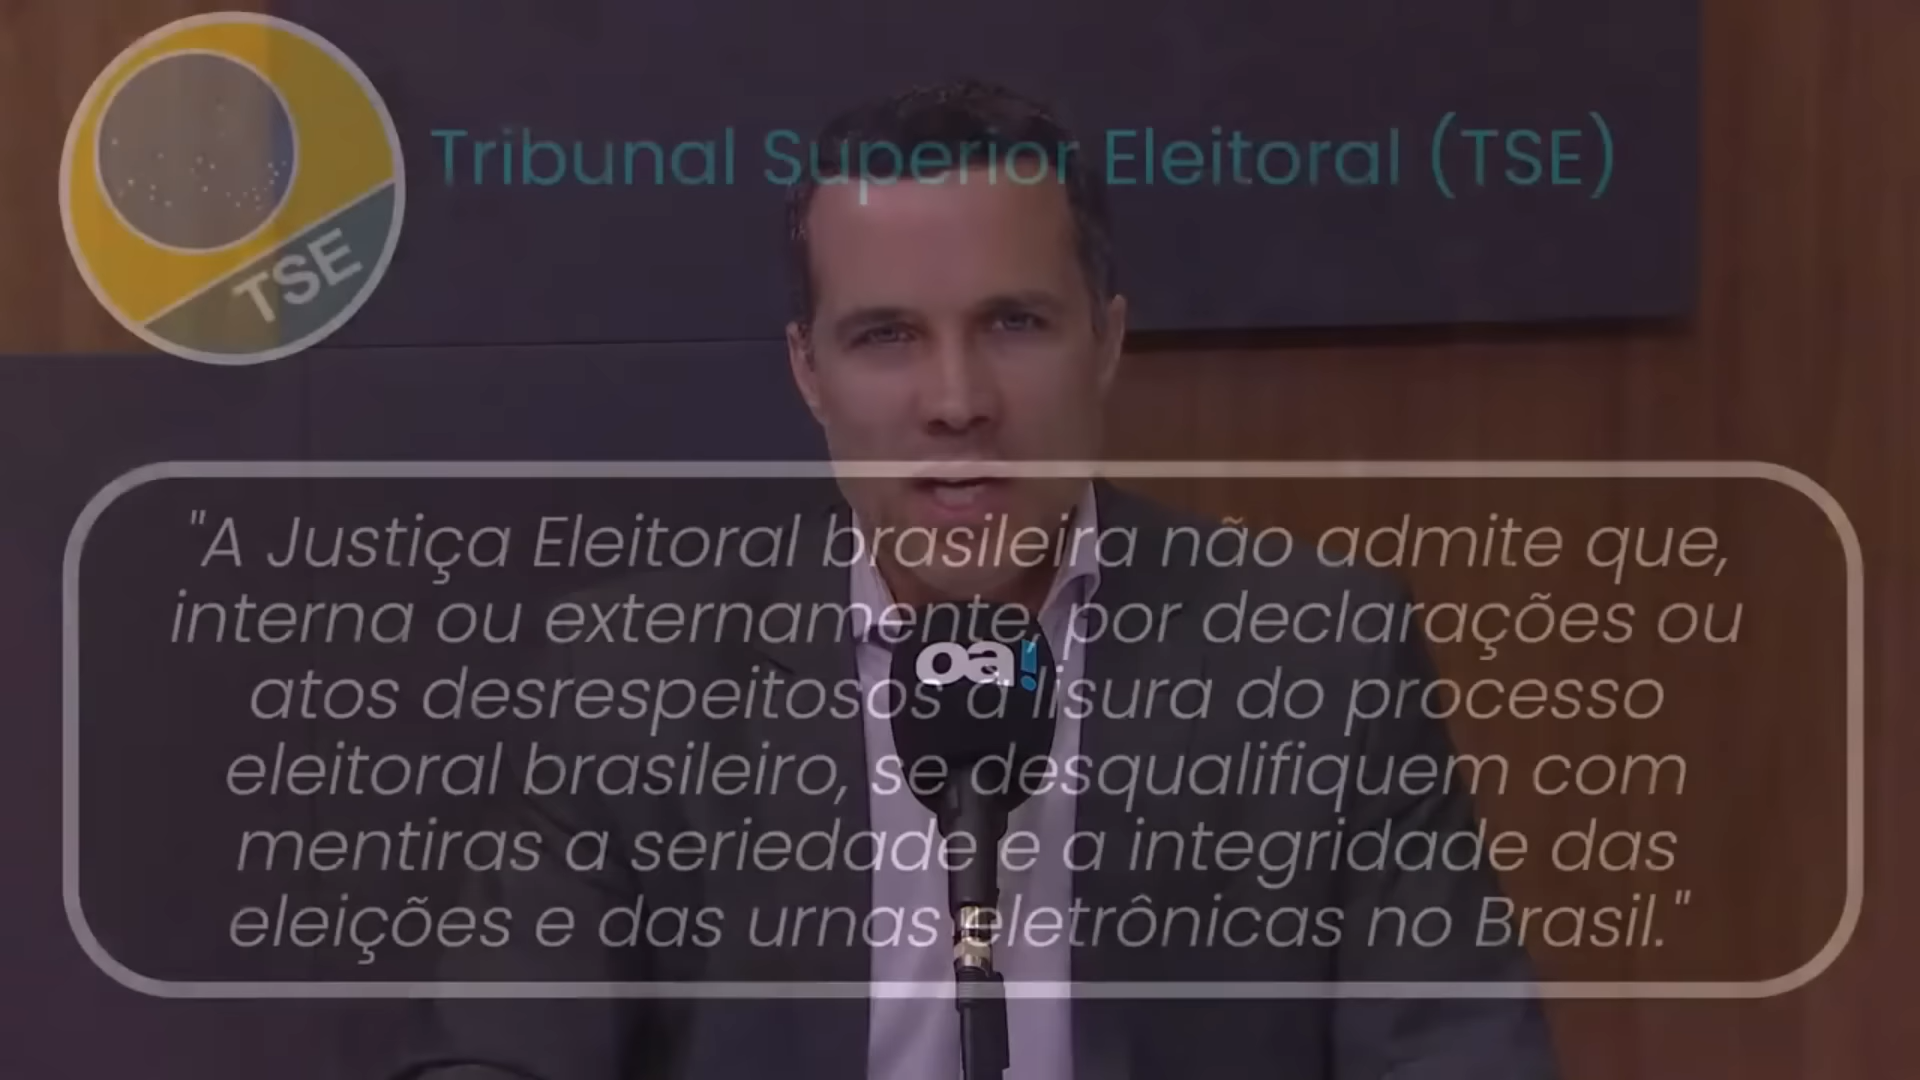 TSE
Tribunal Superior Eleitoral (TSE)
"A Justiça Eleitoral brasileira não admite que,
interna ou externamente, por declarações ou
atos desrespeitosos à lisura do processo
eleitoral brasileiro, se desqualifiquem com
mentiras a seriedade e a integridade das
eleições e das urnas eletrônicas no Brasil."
oa!